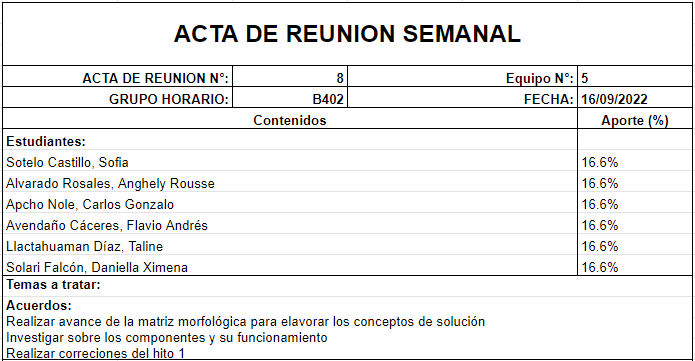 ACTA DE REUNION SEMANAL
ACTA DE REUNION N°: 8 Equipo N°: 5
GRUPO HORARIO: B402 FECHA: 16/09/2022
Contenidos Aporte (%)
Estudiantes:
Sotelo Castillo, Sofia 16.6%
Alvarado Rosales, Anghely Rousse 16.6%
Apcho Nole, Carlos Gonzalo 16.6%
Avendaño Cáceres, Flavio Andrés 16.6%
Llactahuaman Díaz, Taline 16.6%
Solari Falcón, Daniella Ximena 16.6%
Temas a tratar:
Acuerdos:
Realizar avance de la matriz morfológica para elavorar los conceptos de solución
Investigar sobre los componentes y su funcionamiento
Realizar correciones del hito 1